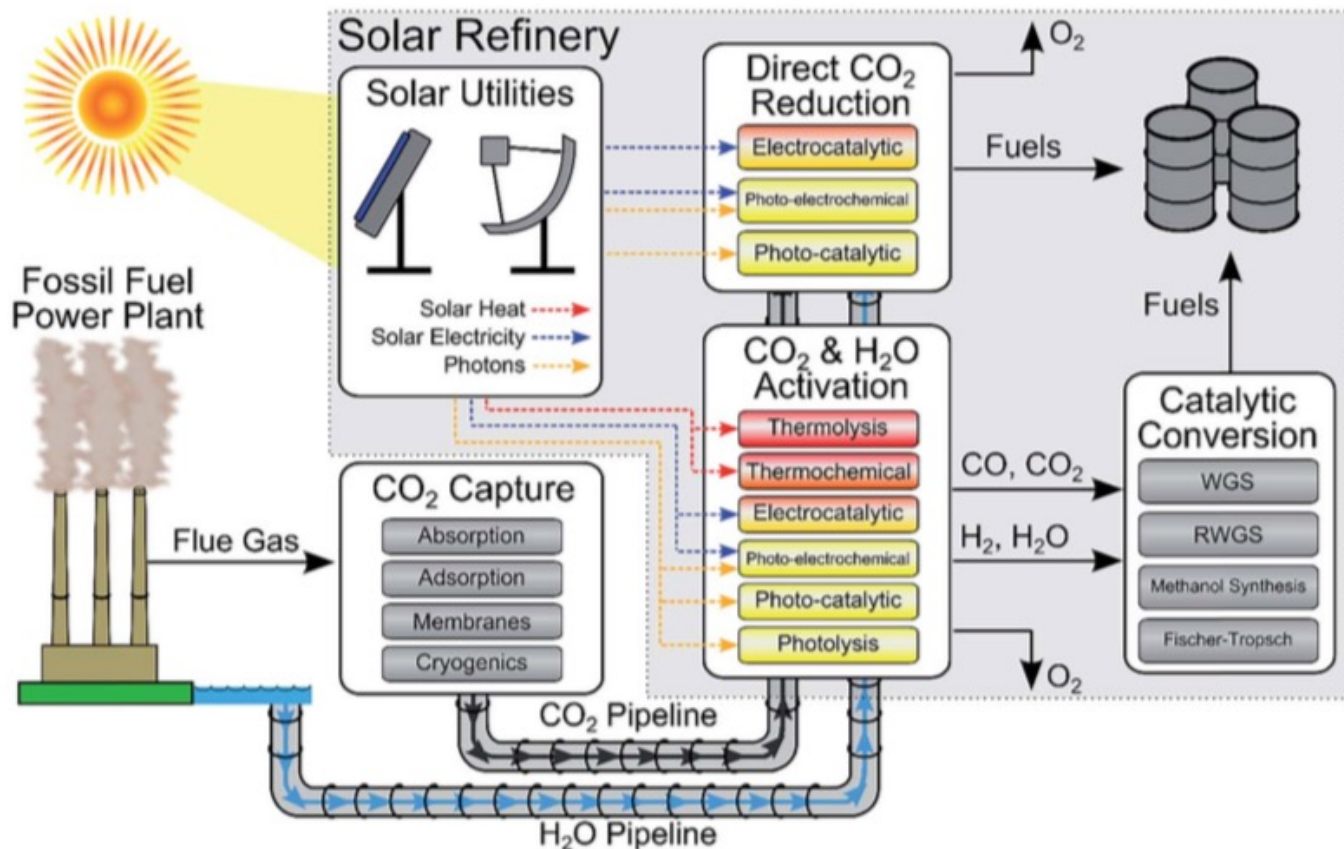 Solar Refinery
Solar Utilities
Solar Heat
Solar Electricity
Photons
Direct CO₂
Reduction
Electrocatalytic
Photo-electrochemical
Photo-catalytic
O₂
Fuels
Fossil Fuel
Power Plant
Flue Gas
CO₂ Capture
Absorption
Adsorption
Membranes
Cryogenics
CO₂ & H₂O
Activation
Thermolysis
Thermochemical
Electrocatalytic
Photo-electrochemical
Photo-catalytic
Photolysis
CO, CO₂
H₂, H₂O
O₂
Fuels
Catalytic
Conversion
WGS
RWGS
Methanol Synthesis
Fischer-Tropsch
CO₂ Pipeline
H₂O Pipeline